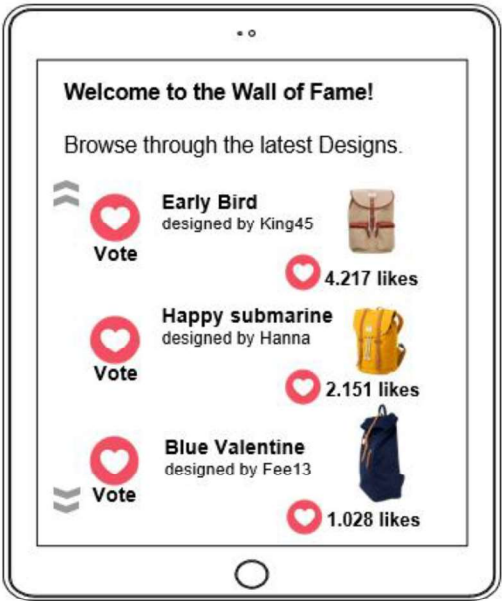 Welcome to the Wall of Fame!
Browse through the latest Designs.
Early Bird
designed by King45
Vote
4.217 likes
Happy submarine
designed by Hanna
Vote
2.151 likes
Blue Valentine
designed by Fee13
Vote
1.028 likes